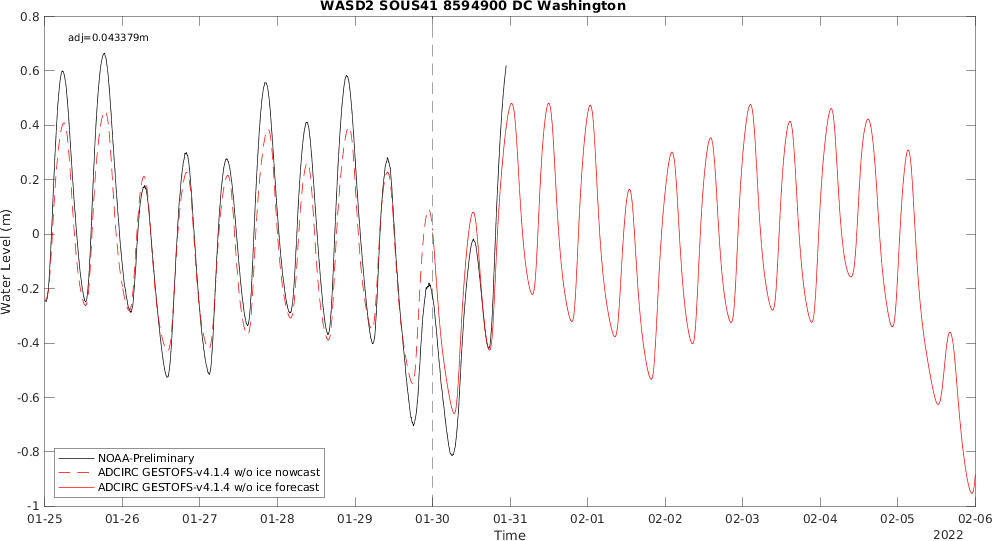 WASD2 SOUS41 8594900 DC Washington
adj=0.043379m
0.8
0.6
0.4
0.2
0
-0.2
-0.4
-0.6
-0.8
-1
Water Level (m)
NOAA-Preliminary
ADCIRC GESTOFS-v4.1.4 w/o ice nowcast
ADCIRC GESTOFS-v4.1.4 w/o ice forecast
01-25 01-26 01-27 01-28 01-29 01-30 01-31 02-01 02-02 02-03 02-04 02-05 02-06
Time
2022